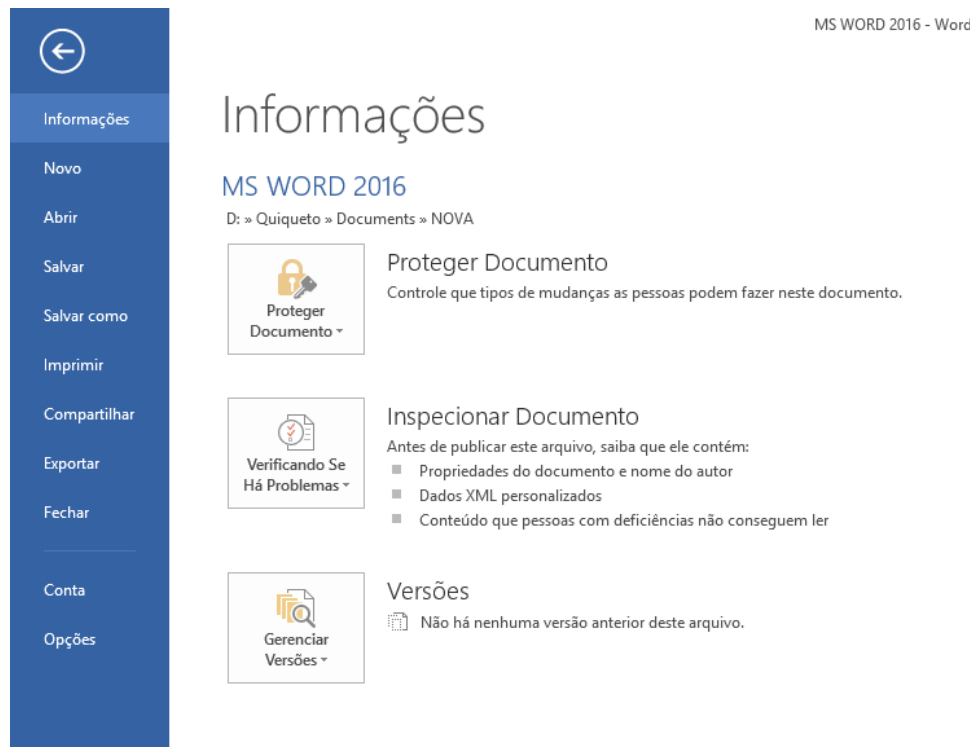 MS WORD 2016 - Word
Informações
Novo
Abrir
Salvar
Salvar como
Imprimir
Compartilhar
Exportar
Fechar
Conta
Opções
Informações
MS WORD 2016
D: » Quiqueto » Documents » NOVA
Proteger
Documento
Proteger Documento
Controle que tipos de mudanças as pessoas podem fazer neste documento.
Verificando Se
Há Problemas
Inspecionar Documento
Antes de publicar este arquivo, saiba que ele contém:
Propriedades do documento e nome do autor
Dados XML personalizados
Conteúdo que pessoas com deficiências não conseguem ler
Gerenciar
Versões
Versões
Não há nenhuma versão anterior deste arquivo.